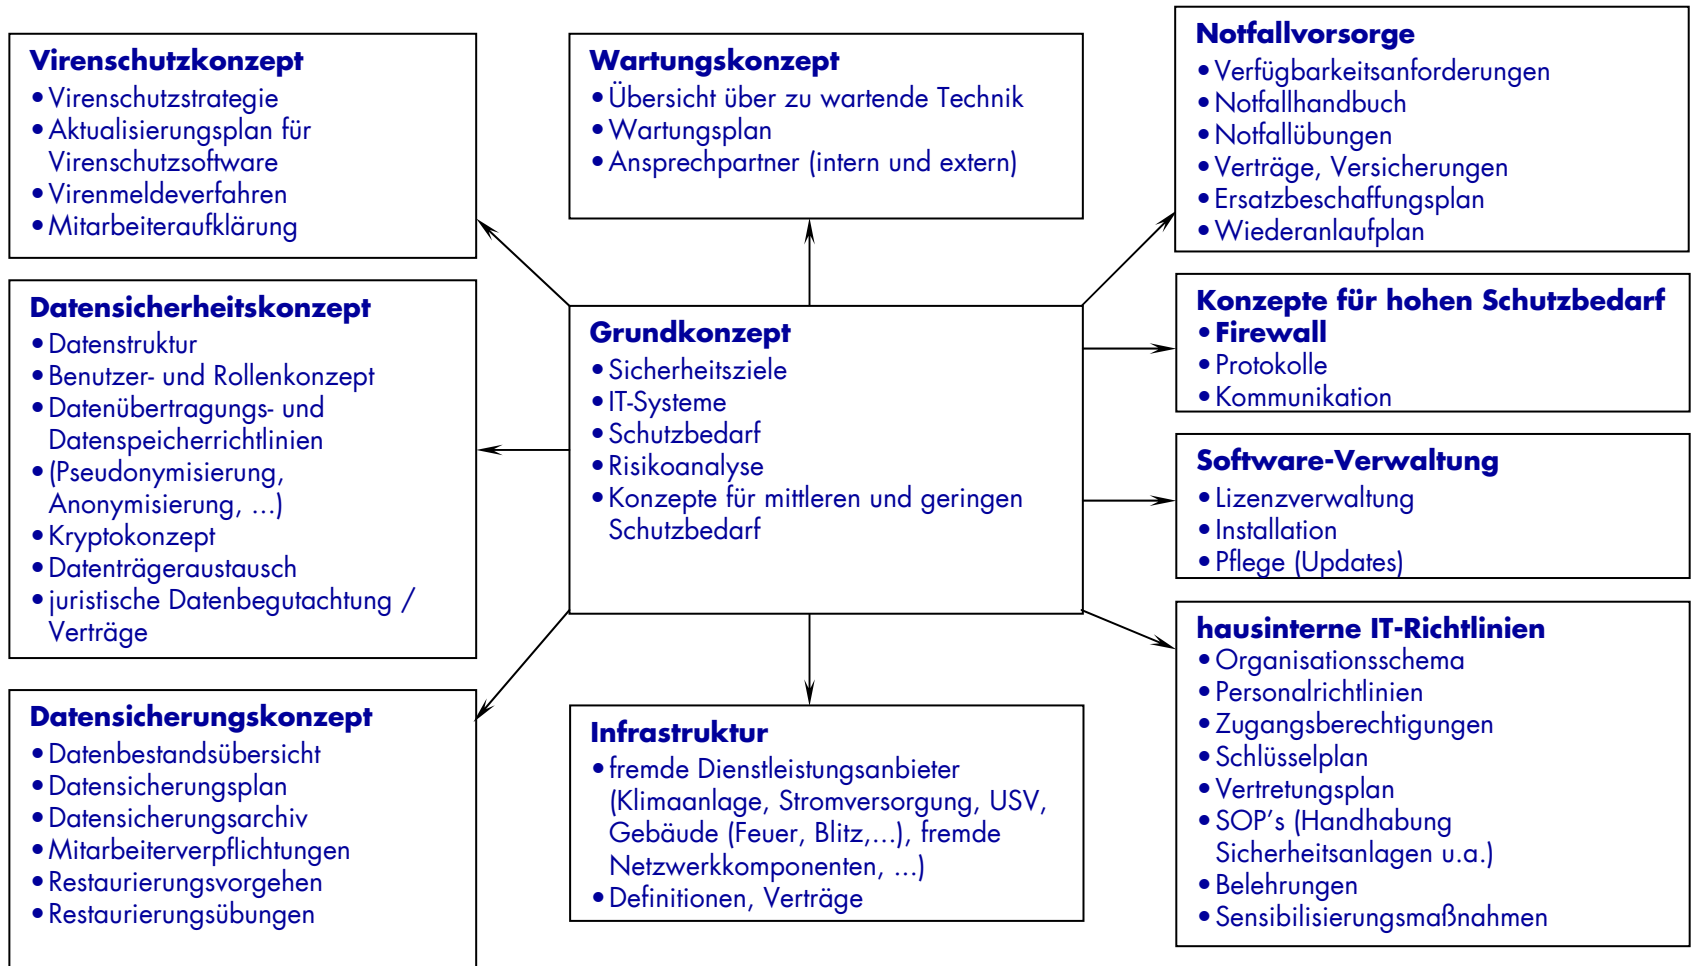 Virenschutzkonzept
•Virenschutzstrategie
•Aktualisierungsplan für
Virenschutzsoftware
•Virenmeldeverfahren
•Mitarbeiteraufklärung
Datensicherheitskonzept
•Datenstruktur
•Benutzer- und Rollenkonzept
•Datenübertragungs- und
Datenspeicherrichtlinien
•(Pseudonymisierung,
Anonymisierung, ...)
•Kryptokonzept
•Datenträgeraustausch
•juristische Datenbegutachtung /
Verträge
Datensicherungskonzept
•Datenbestandsübersicht
•Datensicherungsplan
•Datensicherungsarchiv
•Mitarbeiterverpflichtungen
•Restaurierungsvorgehen
•Restaurierungsübungen
Wartungskonzept
•Übersicht über zu wartende Technik
•Wartungsplan
•Ansprechpartner (intern und extern)
Grundkonzept
•Sicherheitsziele
•IT-Systeme
•Schutzbedarf
•Risikoanalyse
•Konzepte für mittleren und geringen
Schutzbedarf
Infrastruktur
•fremde Dienstleistungsanbieter
(Klimaanlage, Stromversorgung, USV,
Gebäude (Feuer, Blitz,...), fremde
Netzwerkkomponenten, ...)
•Definitionen, Verträge
Notfallvorsorge
•Verfügbarkeitsanforderungen
•Notfallhandbuch
•Notfallübungen
•Verträge, Versicherungen
•Ersatzbeschaffungsplan
•Wiederanlaufplan
Konzepte für hohen Schutzbedarf
•Firewall
•Protokolle
•Kommunikation
Software-Verwaltung
•Lizenzverwaltung
•Installation
•Pflege (Updates)
hausinterne IT-Richtlinien
•Organisationsschema
•Personalrichtlinien
•Zugangsberechtigungen
•Schlüsselplan
•Vertretungsplan
•SOP's (Handhabung
Sicherheitsanlagen u.a.)
•Belehrungen
•Sensibilisierungsmaßnahmen